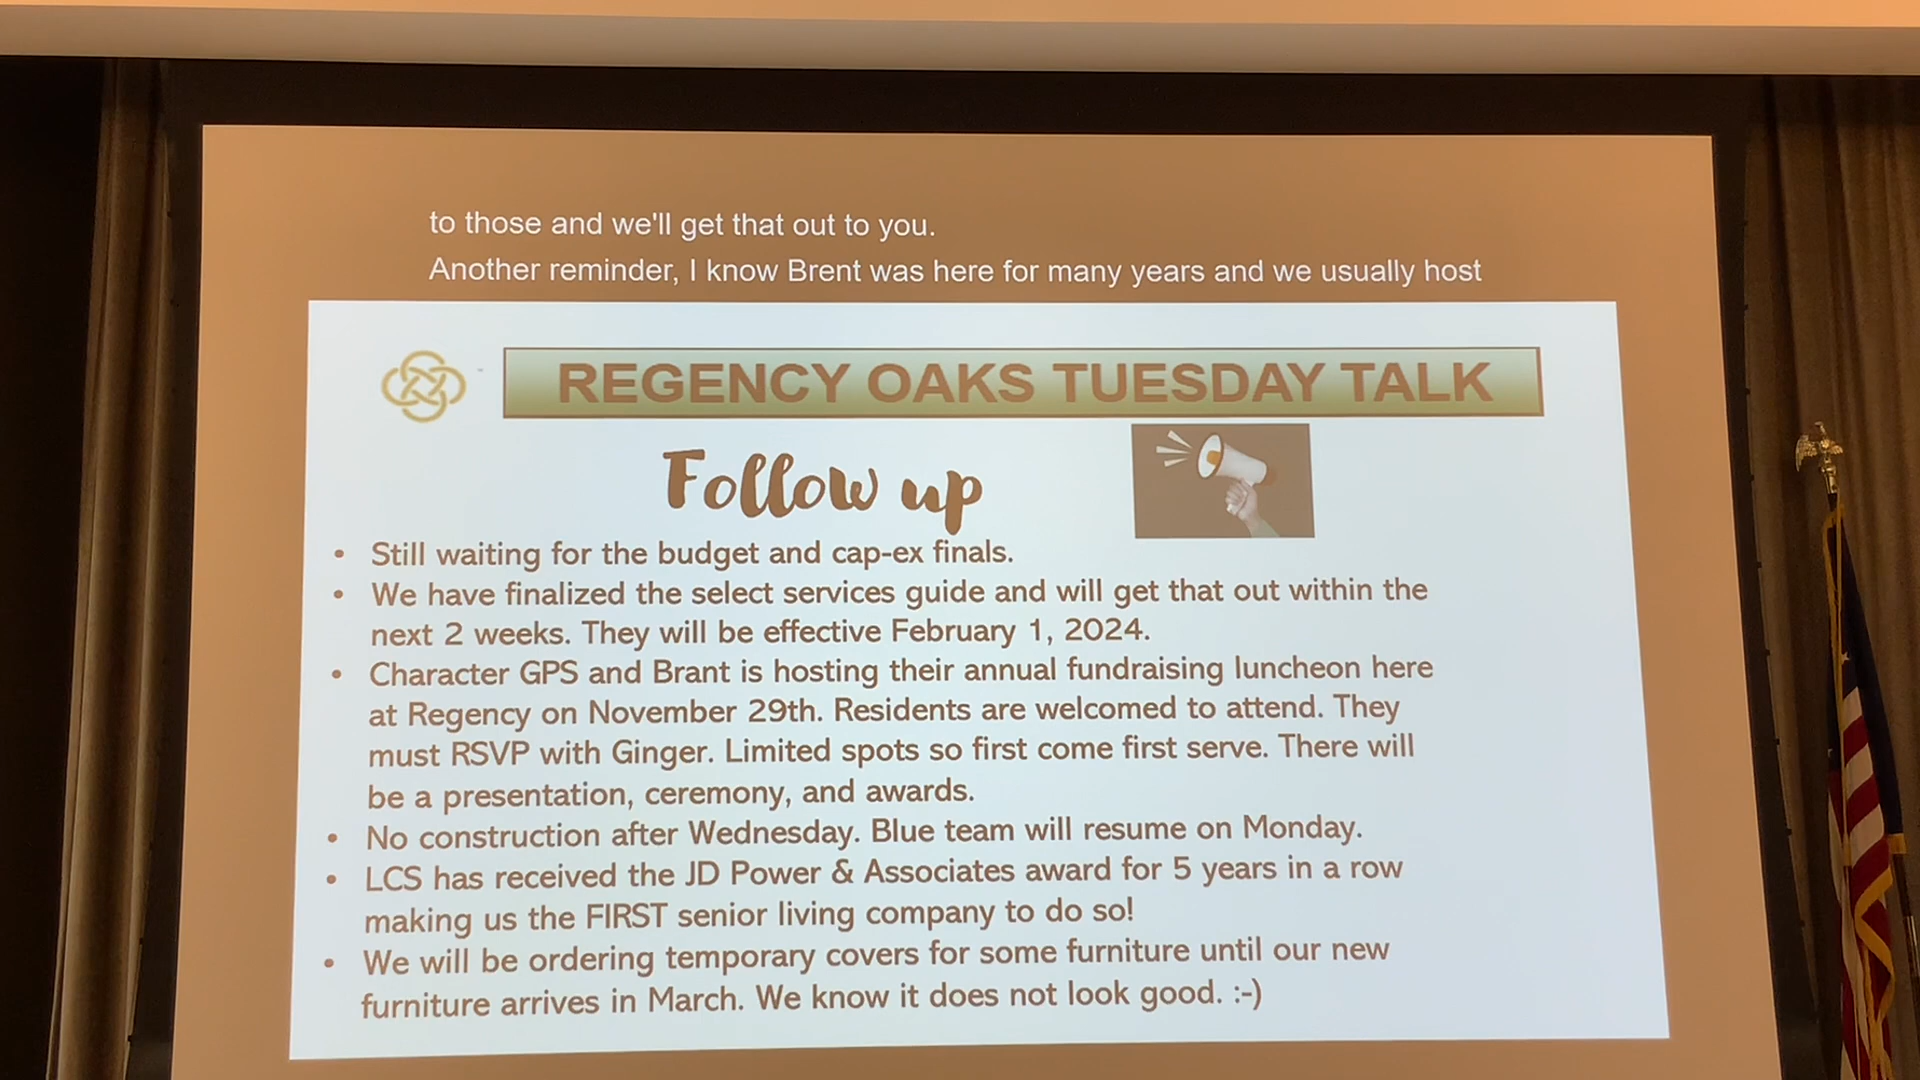 to those and we'll get that out to you.
Another reminder, I know Brent was here for many years and we usually host
REGENCY OAKS TUESDAY TALK
Follow up
• Still waiting for the budget and cap-ex finals.
• We have finalized the select services guide and will get that out within the
next 2 weeks. They will be effective February 1, 2024.
• Character GPS and Brant is hosting their annual fundraising luncheon here
at Regency on November 29th. Residents are welcomed to attend. They
must RSVP with Ginger. Limited spots so first come first serve. There will
be a presentation, ceremony, and awards.
• No construction after Wednesday. Blue team will resume on Monday.
• LCS has received the JD Power & Associates award for 5 years in a row
making us the FIRST senior living company to do so!
• We will be ordering temporary covers for some furniture until our new
furniture arrives in March. We know it does not look good. :-)